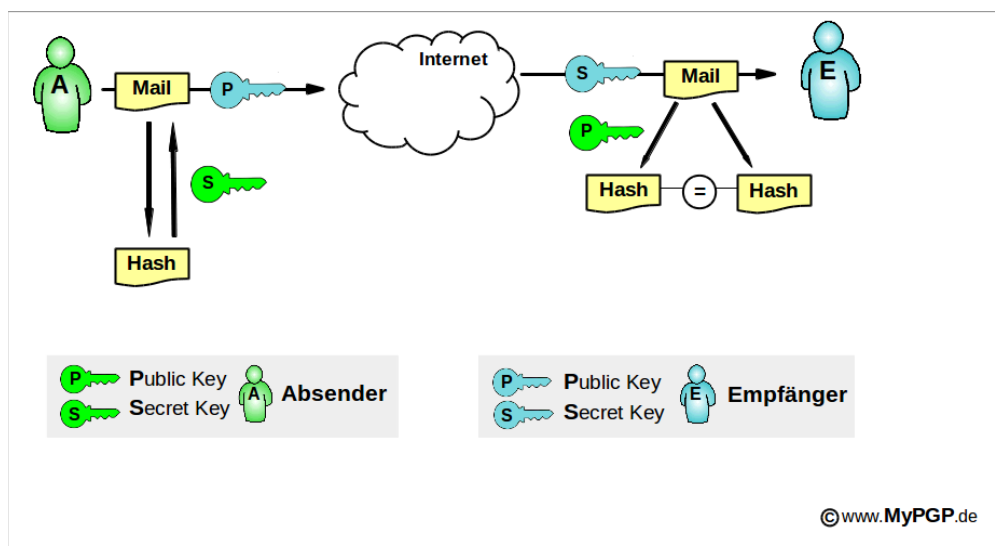 A
Mail
P
Internet
S
Mail
E
P
Hash
=
Hash
S
Hash
P Public Key
S Secret Key
A
Absender
P Public Key
S Secret Key
E
Empfänger
© www.MyPGP.de